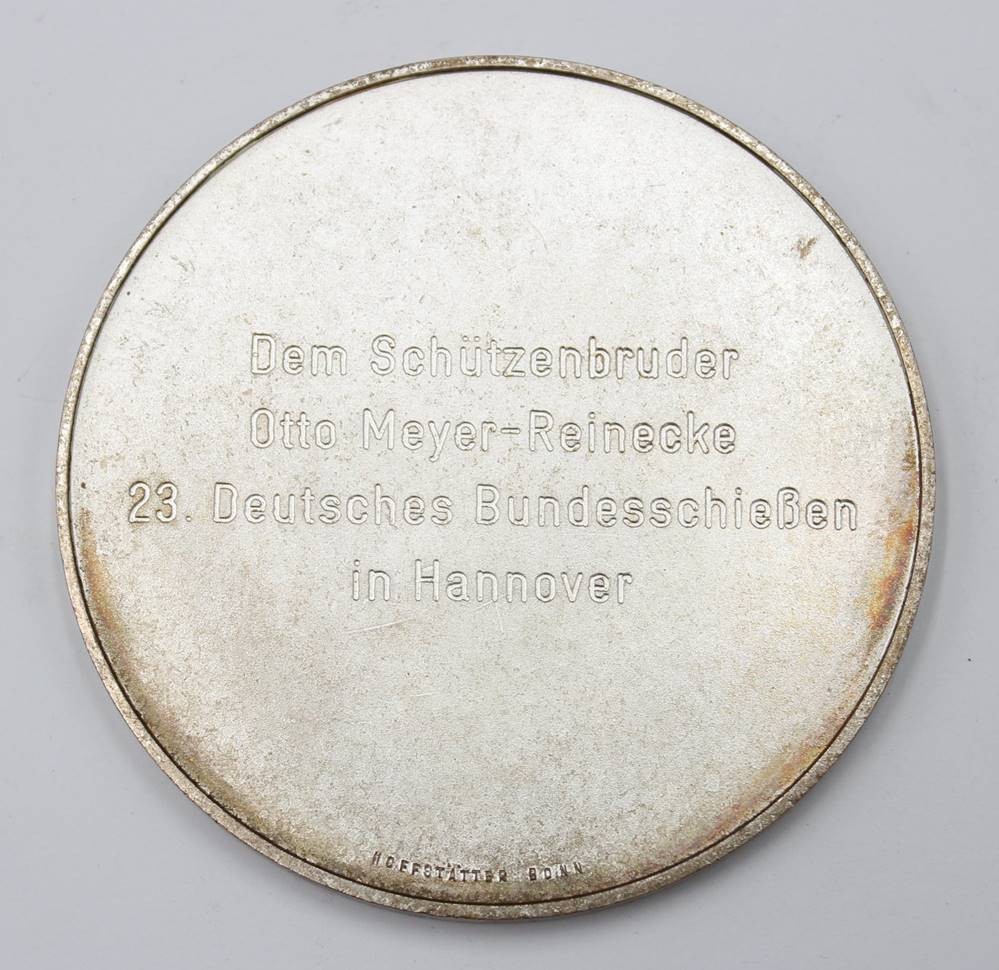 Dem Schützenbruder
Otto Meyer-Reinecke
23. Deutsches Bundesschießen
in Hannover
HOFFSTÄTTER BONN